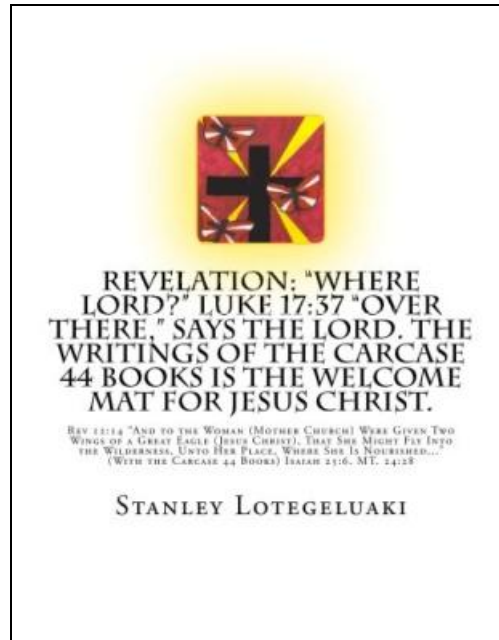 REVELATION: "WHERE
LORD?" LUKE 17:37 "OVER
THERE," SAYS THE LORD. THE
WRITINGS OF THE CARCASE
44 BOOKS IS THE WELCOME
MAT FOR JESUS CHRIST.
REV 12:14 "AND TO THE WOMAN (MOTHER CHURCH) WERE GIVEN TWO
WINGS OF A GREAT EAGLE (JESUS CHRIST), THAT SHE MIGHT FLY INTO
THE WILDERNESS, UNTO HER PLACE, WHERE SHE IS NOURISHED..."
(WITH THE CARCASE 44 BOOKS) ISAIAH 25:6. MT. 24:28
STANLEY LOTEGELUAKI